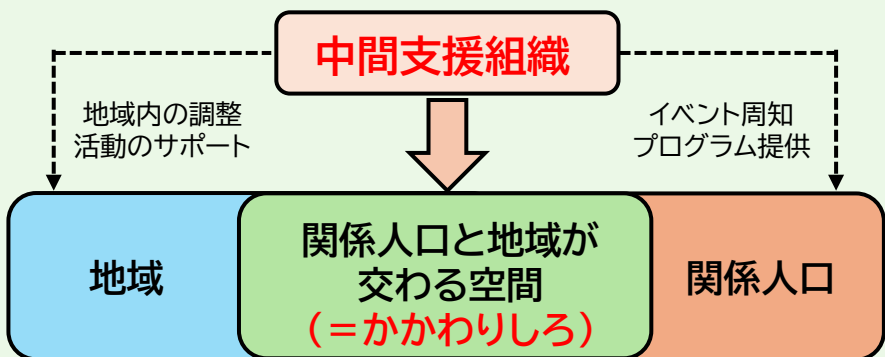 中間支援組織
地域内の調整
活動のサポート
イベント周知
プログラム提供
地域
関係人口と地域が
交わる空間
(=かかわりしろ)
関係人口